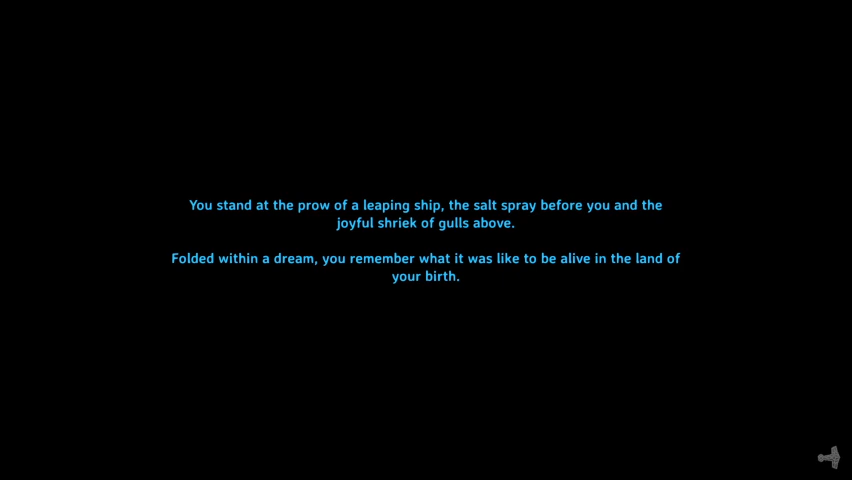 You stand at the prow of a leaping ship, the salt spray before you and the
joyful shriek of gulls above.
Folded within a dream, you remember what it was like to be alive in the land of
your birth.